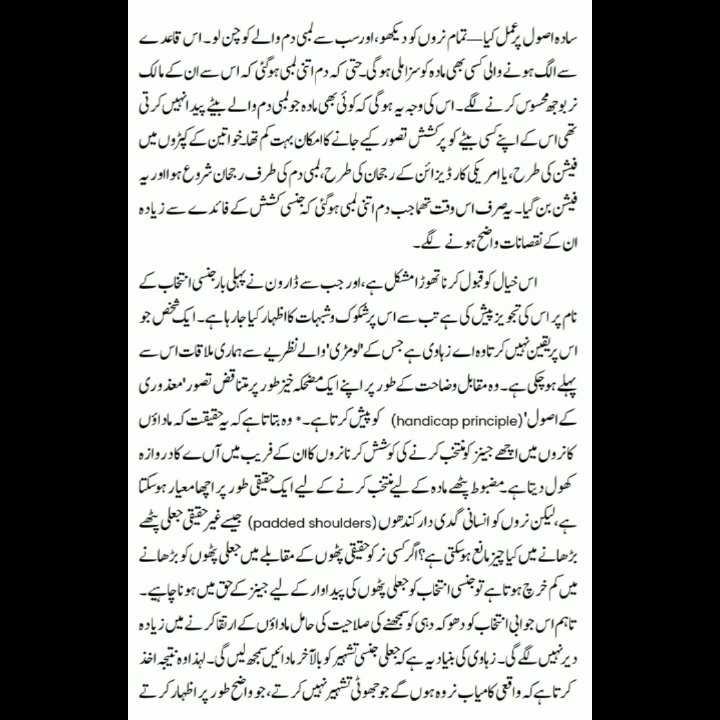 سادہ اصول پر عمل کیا—تمام نروں کو دیکھو، اور سب سے لمبی دم والے کو چن لو۔ اس قاعدے
سے الگ ہونے والی کسی بھی مادہ کو سزا ملی ہوگی۔ حتیٰ کہ دم اتنی لمبی ہوگئی کہ اس سے ان کے مالک
نر بوجھ محسوس کرنے لگے۔ اس کی وجہ یہ ہوگی کہ کوئی بھی مادہ جو لمبی دم والے بیٹے پیدا نہیں کرتی
تھی اس کے اپنے کسی بیٹے کو پرکشش تصور کیے جانے کا امکان بہت کم تھا۔ خواتین کے کپڑوں میں
فیشن کی طرح، یا امریکی کار ڈیزائن کے رجحان کی طرح، لمبی دم کی طرف رجحان شروع ہوا اور یہ
فیشن بن گیا۔ یہ صرف اس وقت تھما جب دم اتنی لمبی ہوگئی کہ جنسی کشش کے فائدے سے زیادہ
ان کے نقصانات واضح ہونے لگے۔
اس خیال کو قبول کرنا تھوڑا مشکل ہے، اور جب سے ڈارون نے پہلی بار جنسی انتخاب کے
نام پر اس کی تجویز پیش کی ہے تب سے اس پر شکوک و شبہات کا اظہار کیا جا رہا ہے۔ ایک شخص جو
اس پر یقین نہیں کرتا وہ اے زہاوی ہے جس کے 'لومڑی' والے نظریے سے ہماری ملاقات اس سے
پہلے ہوچکی ہے۔ وہ مقابل وضاحت کے طور پر اپنے ایک مضحکہ خیز طور پر متناقض تصور 'معذوری
کے اصول' (handicap principle) کو پیش کرتا ہے۔* وہ بتاتا ہے کہ یہ حقیقت کہ ماداؤں
کا نروں میں اچھے جینز کو منتخب کرنے کی کوشش کرنا نروں کا ان کے فریب میں آں ے کا دروازہ
کھول دیتا ہے۔ مضبوط پٹھے مادہ کے لیے منتخب کرنے کے لیے ایک حقیقی طور پر اچھا معیار ہوسکتا
ہے، لیکن نروں کو انسانی گدی دار کندھوں (padded shoulders) جیسے غیر حقیقی جعلی پٹھے
بڑھانے میں کیا چیز مانع ہوسکتی ہے؟ اگر کسی نر کو حقیقی پٹھوں کے مقابلے میں جعلی پٹھوں کو بڑھانے
میں کم خرچ ہوتا ہے تو جنسی انتخاب کو جعلی پٹھوں کی پیداوار کے لیے جینز کے حق میں ہونا چاہیے۔
تاہم اس جوابی انتخاب کو دھوکہ دہی کو سمجھنے کی صلاحیت کی حامل ماداؤں کے ارتقا کرنے میں زیادہ
دیر نہیں لگے گی۔ زہاوی کی بنیاد یہ ہے کہ جعلی جنسی تشہیر کو بالآخر مادائیں سمجھ لیں گی۔ لہذا وہ نتیجہ اخذ
کرتا ہے کہ واقعی کامیاب نر وہ ہوں گے جو جھوٹی تشہیر نہیں کرتے، جو واضح طور پر اظہار کرتے